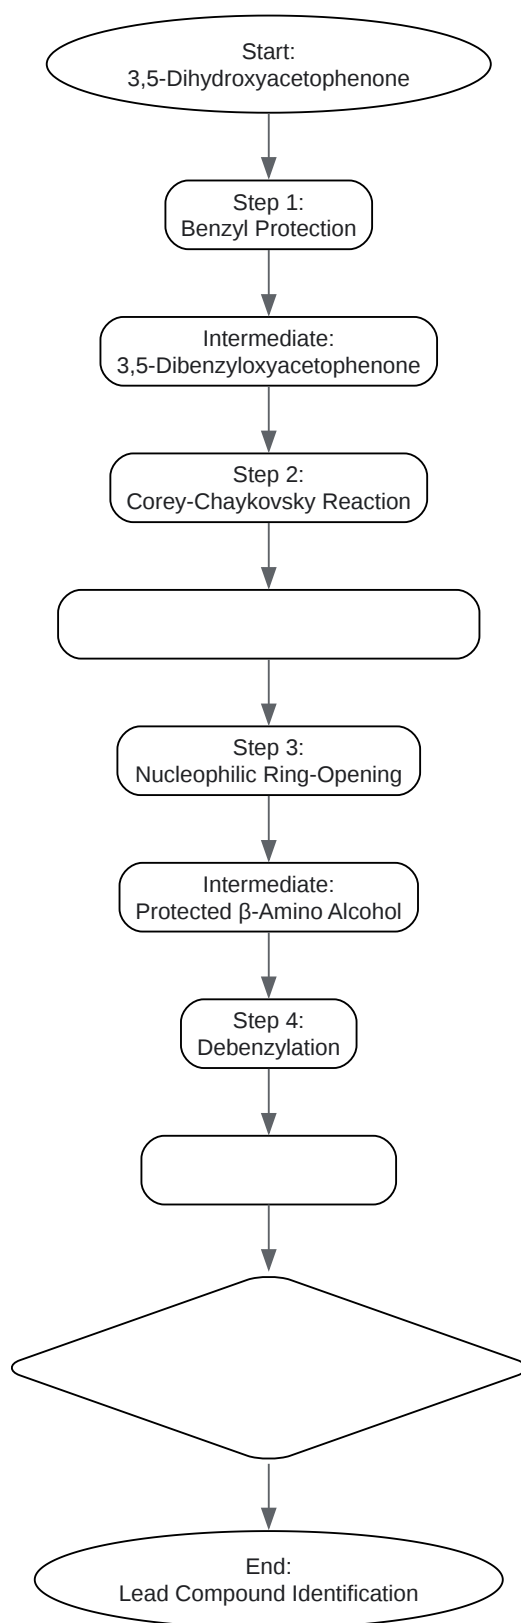 Start:
3,5-Dihydroxyacetophenone
Step 1:
Benzyl Protection
Intermediate:
3,5-Dibenzyloxyacetophenone
Step 2:
Corey-Chaykovsky Reaction
Step 3:
Nucleophilic Ring-Opening
Intermediate:
Protected β-Amino Alcohol
Step 4:
Debenzylation
End:
Lead Compound Identification